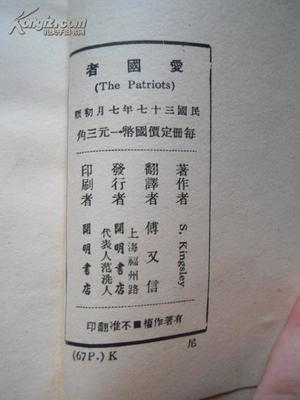 愛國者
(The Patriots)
民國三十七年七月初版
每冊定價國幣一元三角
著作者 S. Kingsley
翻譯者 傅又信
發行者 開明書店
上海福州路
代表人范洗人
印刷者 開明書店
有著作權■不准翻印
(67P.) K
尼